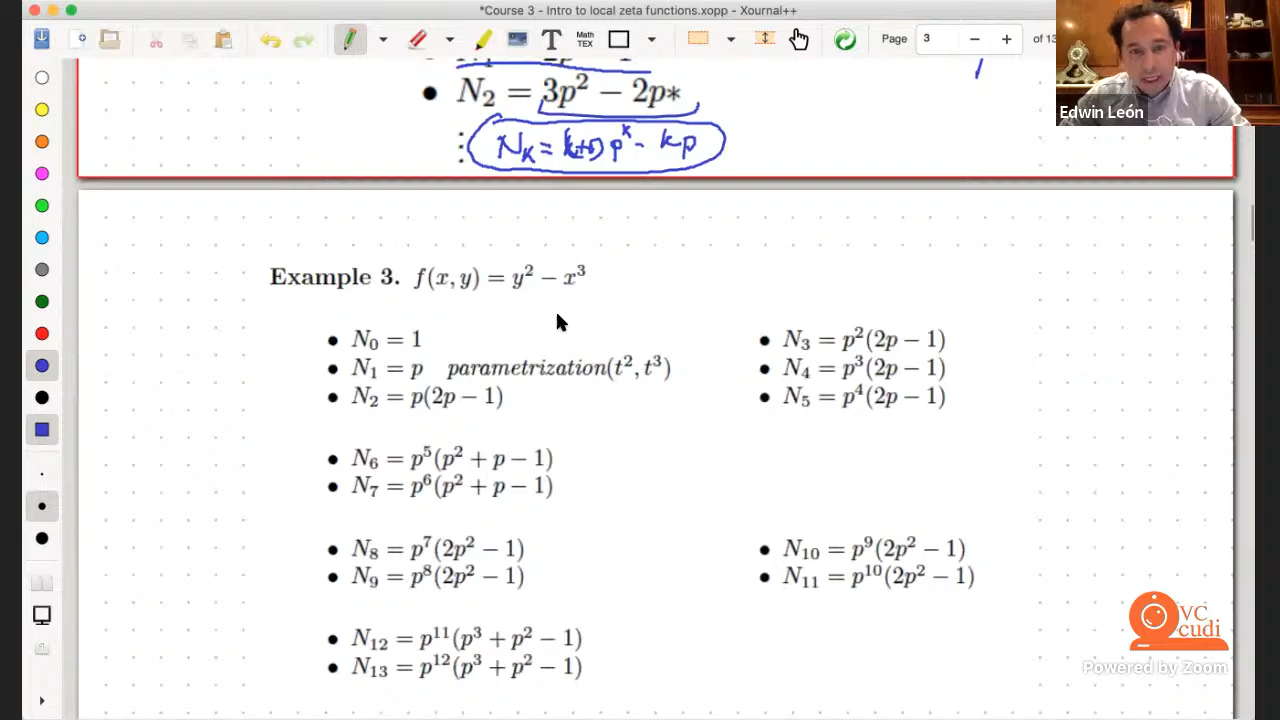 *Course 3 - Intro to local zeta functions.xopp - Xournal++
Math
TEX
Page 3 of 13
Edwin León
• N₂ = 3p² − 2p*
N_K = (k+1) p^k - kp
Example 3. f(x, y) = y² − x³
• N₀ = 1
• N₁ = p parametrization(t², t³)
• N₂ = p(2p − 1)
• N₃ = p²(2p − 1)
• N₄ = p³(2p − 1)
• N₅ = p⁴(2p − 1)
• N₆ = p⁵(p² + p − 1)
• N₇ = p⁶(p² + p − 1)
• N₈ = p⁷(2p² − 1)
• N₉ = p⁸(2p² − 1)
• N₁₀ = p⁹(2p² − 1)
• N₁₁ = p¹⁰(2p² − 1)
• N₁₂ = p¹¹(p³ + p² − 1)
• N₁₃ = p¹²(p³ + p² − 1)
VC
cudi
Powered by Zoom